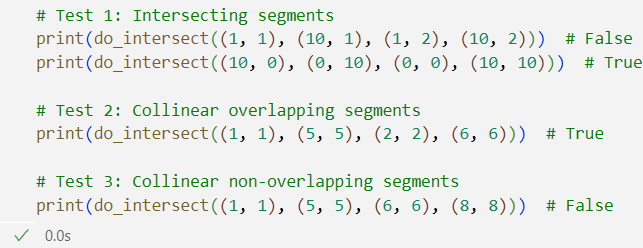 # Test 1: Intersecting segments
print(do_intersect((1, 1), (10, 1), (1, 2), (10, 2)))  # False
print(do_intersect((10, 0), (0, 10), (0, 0), (10, 10)))  # True
# Test 2: Collinear overlapping segments
print(do_intersect((1, 1), (5, 5), (2, 2), (6, 6)))  # True
# Test 3: Collinear non-overlapping segments
print(do_intersect((1, 1), (5, 5), (6, 6), (8, 8)))  # False
✓ 0.0s